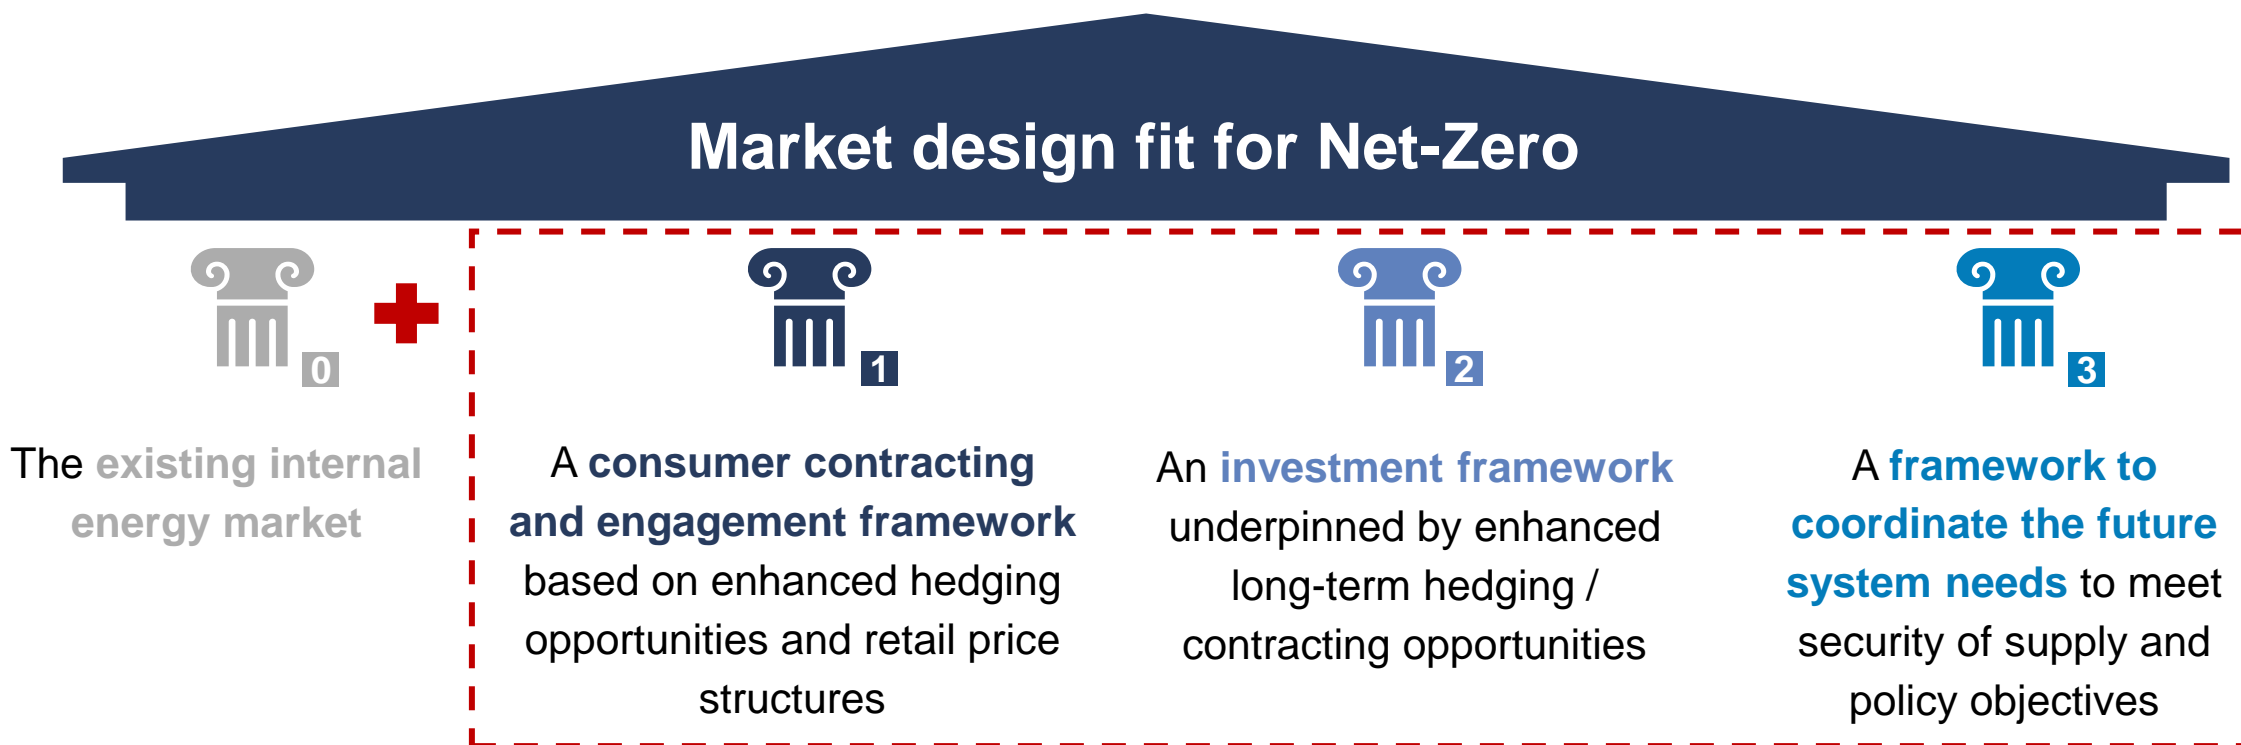 Market design fit for Net-Zero
0
1
2
3
The existing internal
energy market
A consumer contracting
and engagement framework
based on enhanced hedging
opportunities and retail price
structures
An investment framework
underpinned by enhanced
long-term hedging /
contracting opportunities
A framework to
coordinate the future
system needs to meet
security of supply and
policy objectives